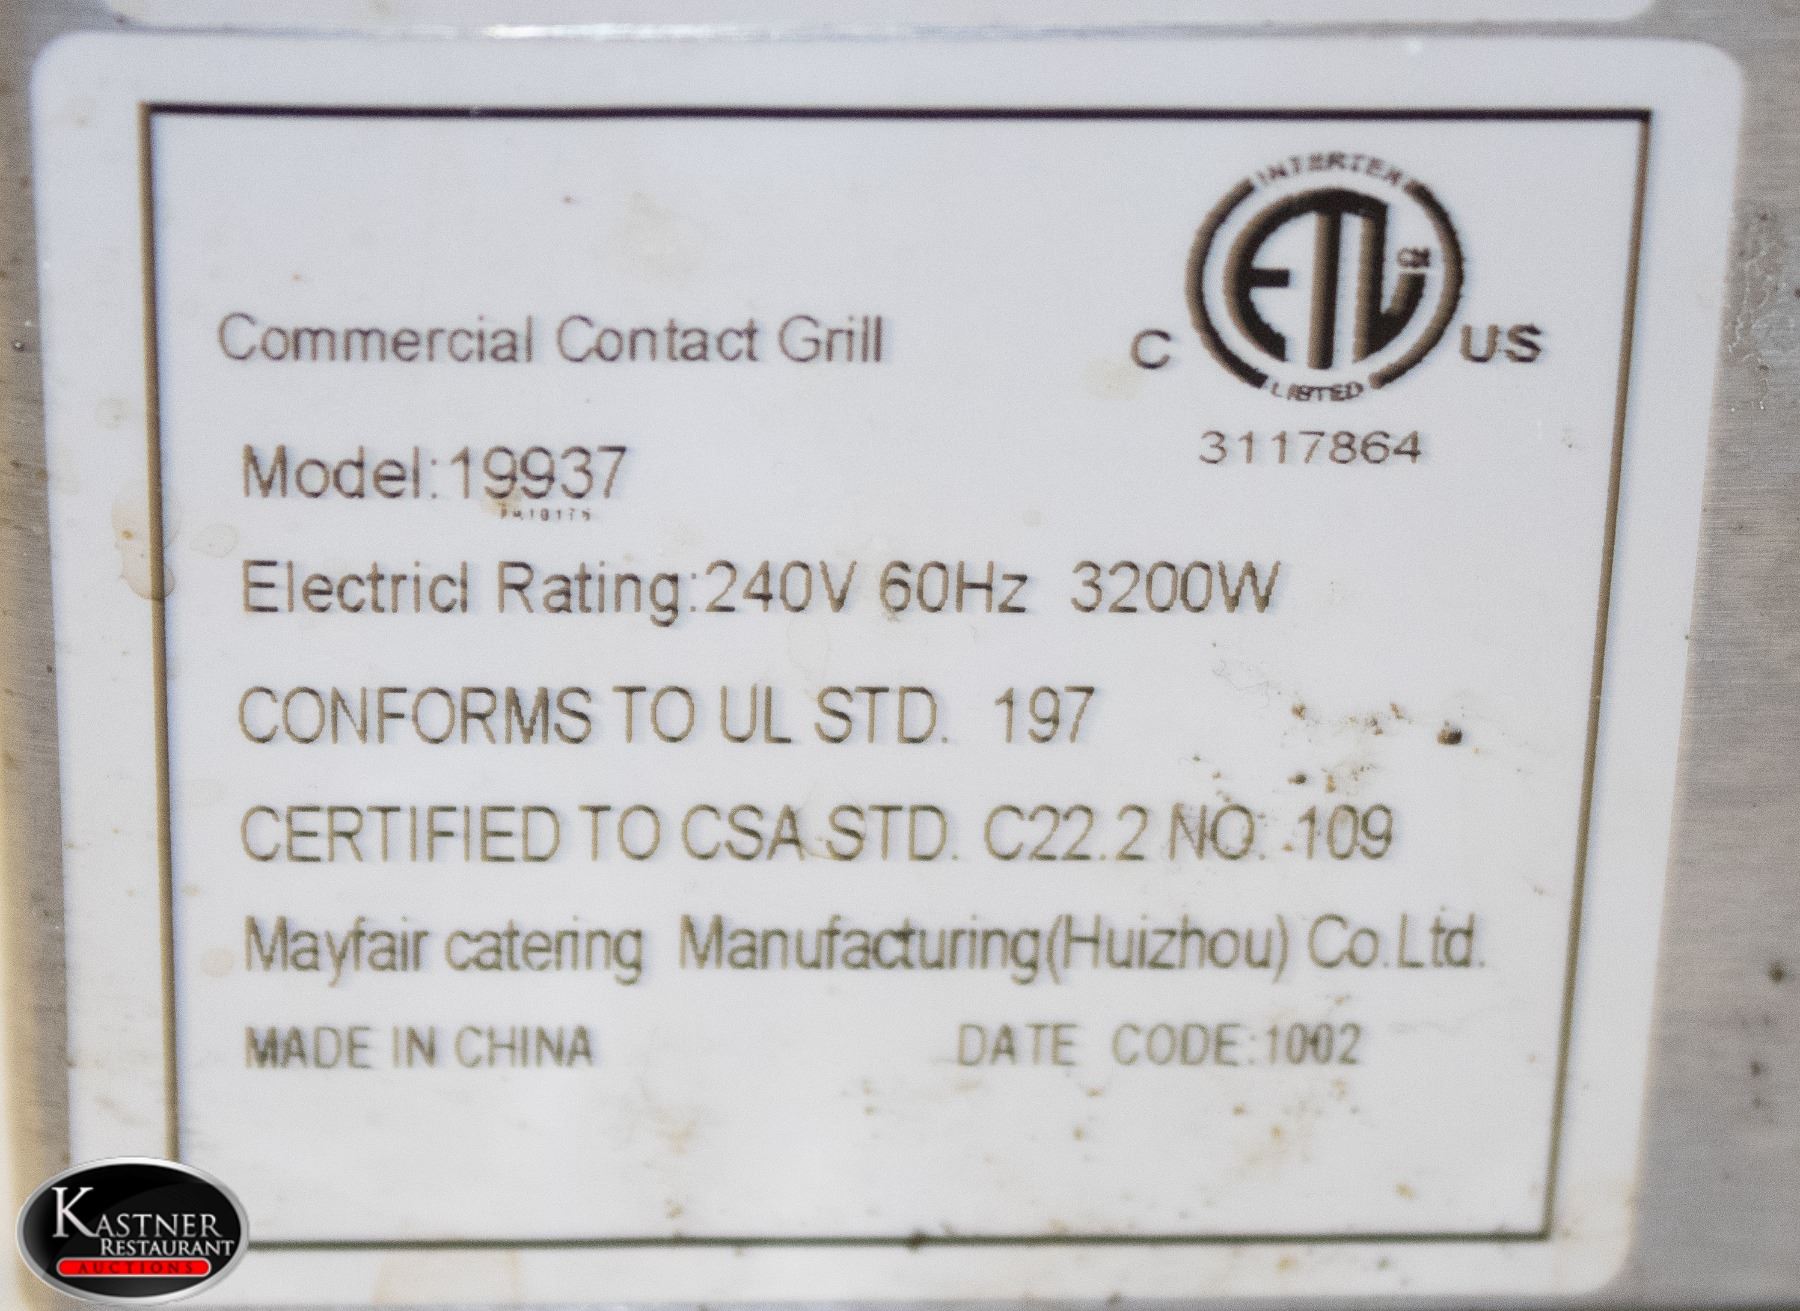 INTERTEK
ETL
CM
C
US
LISTED
3117864
Commercial Contact Grill
Model:19937
Electricl Rating:240V 60Hz 3200W
CONFORMS TO UL STD. 197
CERTIFIED TO CSA STD. C22.2 NO. 109
Mayfair catering Manufacturing(Huizhou) Co.Ltd.
MADE IN CHINA DATE CODE:1002
KASTNER
RESTAURANT
AUCTIONS